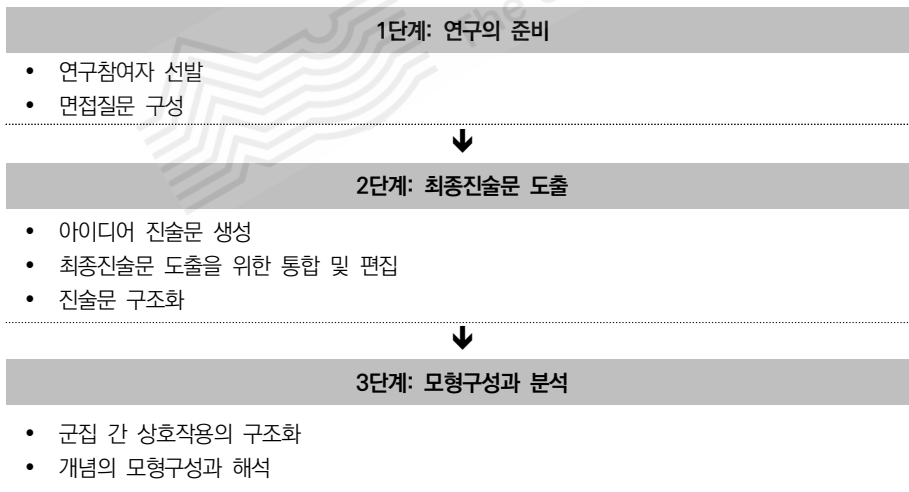 1단계: 연구의 준비
• 연구참여자 선발
• 면접질문 구성
2단계: 최종진술문 도출
• 아이디어 진술문 생성
• 최종진술문 도출을 위한 통합 및 편집
• 진술문 구조화
3단계: 모형구성과 분석
• 군집 간 상호작용의 구조화
• 개념의 모형구성과 해석